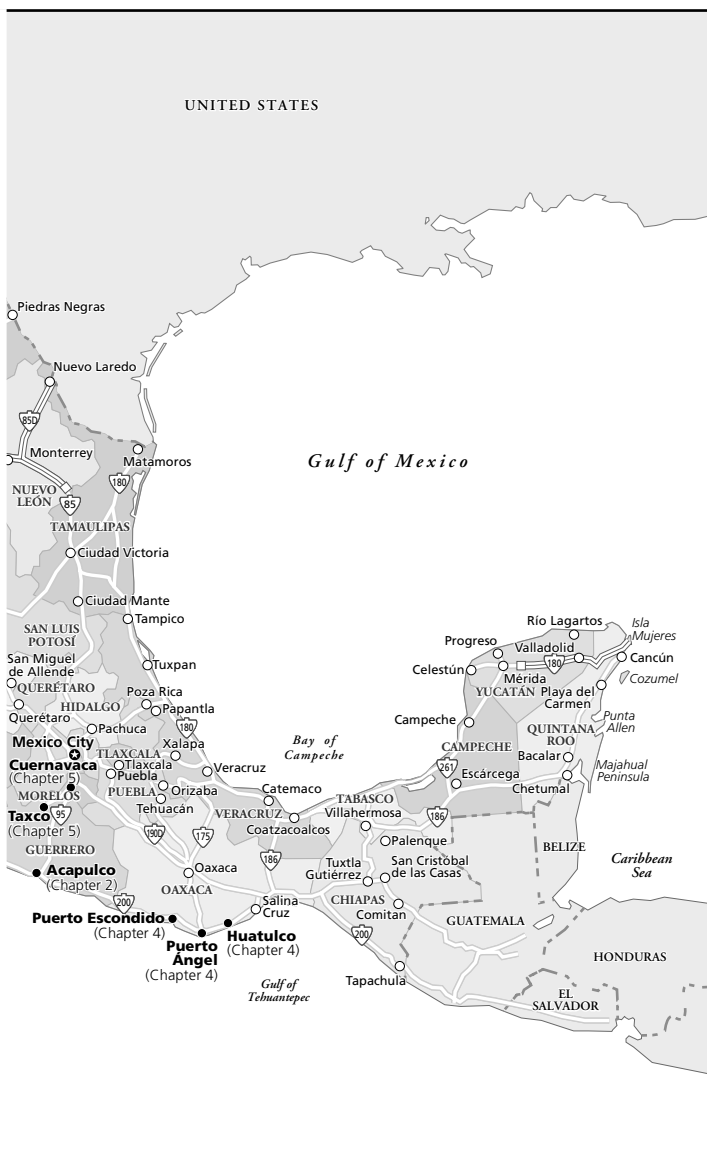 UNITED STATES
Piedras Negras
Nuevo Laredo
85D
Monterrey
Matamoros
Gulf of Mexico
180
NUEVO
LEÓN
85
TAMAULIPAS
Ciudad Victoria
Ciudad Mante
Tampico
SAN LUIS
POTOSÍ
San Miguel
de Allende
Tuxpan
QUERÉTARO
Querétaro
HIDALGO
Poza Rica
Papantla
Pachuca
180
Mexico City
TLAXCALA
Xalapa
Cuernavaca
(Chapter 5)
Tlaxcala
Puebla
Veracruz
MORELOS
PUEBLA
Orizaba
Tehuacán
Taxco
(Chapter 5)
95
190D
175
VERACRUZ
Catemaco
Coatzacoalcos
GUERRERO
186
Acapulco
(Chapter 2)
Oaxaca
OAXACA
200
Puerto Escondido
(Chapter 4)
Puerto
Ángel
(Chapter 4)
Huatulco
(Chapter 4)
Salina
Cruz
Gulf of
Tehuantepec
Bay of
Campeche
Río Lagartos
Isla
Mujeres
Progreso
Valladolid
180
Cancún
Celestún
Mérida
Cozumel
YUCATÁN
Playa del
Carmen
Campeche
QUINTANA
ROO
Punta
Allen
CAMPECHE
Bacalar
261
Escárcega
Majahual
Peninsula
Chetumal
TABASCO
Villahermosa
186
Palenque
BELIZE
Tuxtla
Gutiérrez
San Cristobal
de las Casas
Caribbean
Sea
CHIAPAS
Comitan
200
GUATEMALA
Tapachula
HONDURAS
EL
SALVADOR